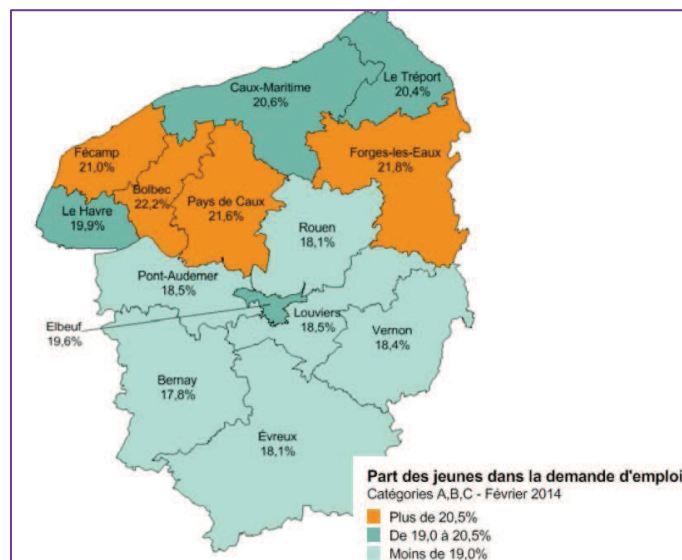 Le Tréport
20,4%
Caux-Maritime
20,6%
Fécamp
21,0%
Forges-les-Eaux
21,8%
Bolbec
22,2%
Pays de Caux
21,6%
Le Havre
19,9%
Rouen
18,1%
Pont-Audemer
18,5%
Elbeuf
19,6%
Louviers
18,5%
Vernon
18,4%
Bernay
17,8%
Évreux
18,1%
Part des jeunes dans la demande d'emploi
Catégories A,B,C - Février 2014
Plus de 20,5%
De 19,0 à 20,5%
Moins de 19,0%